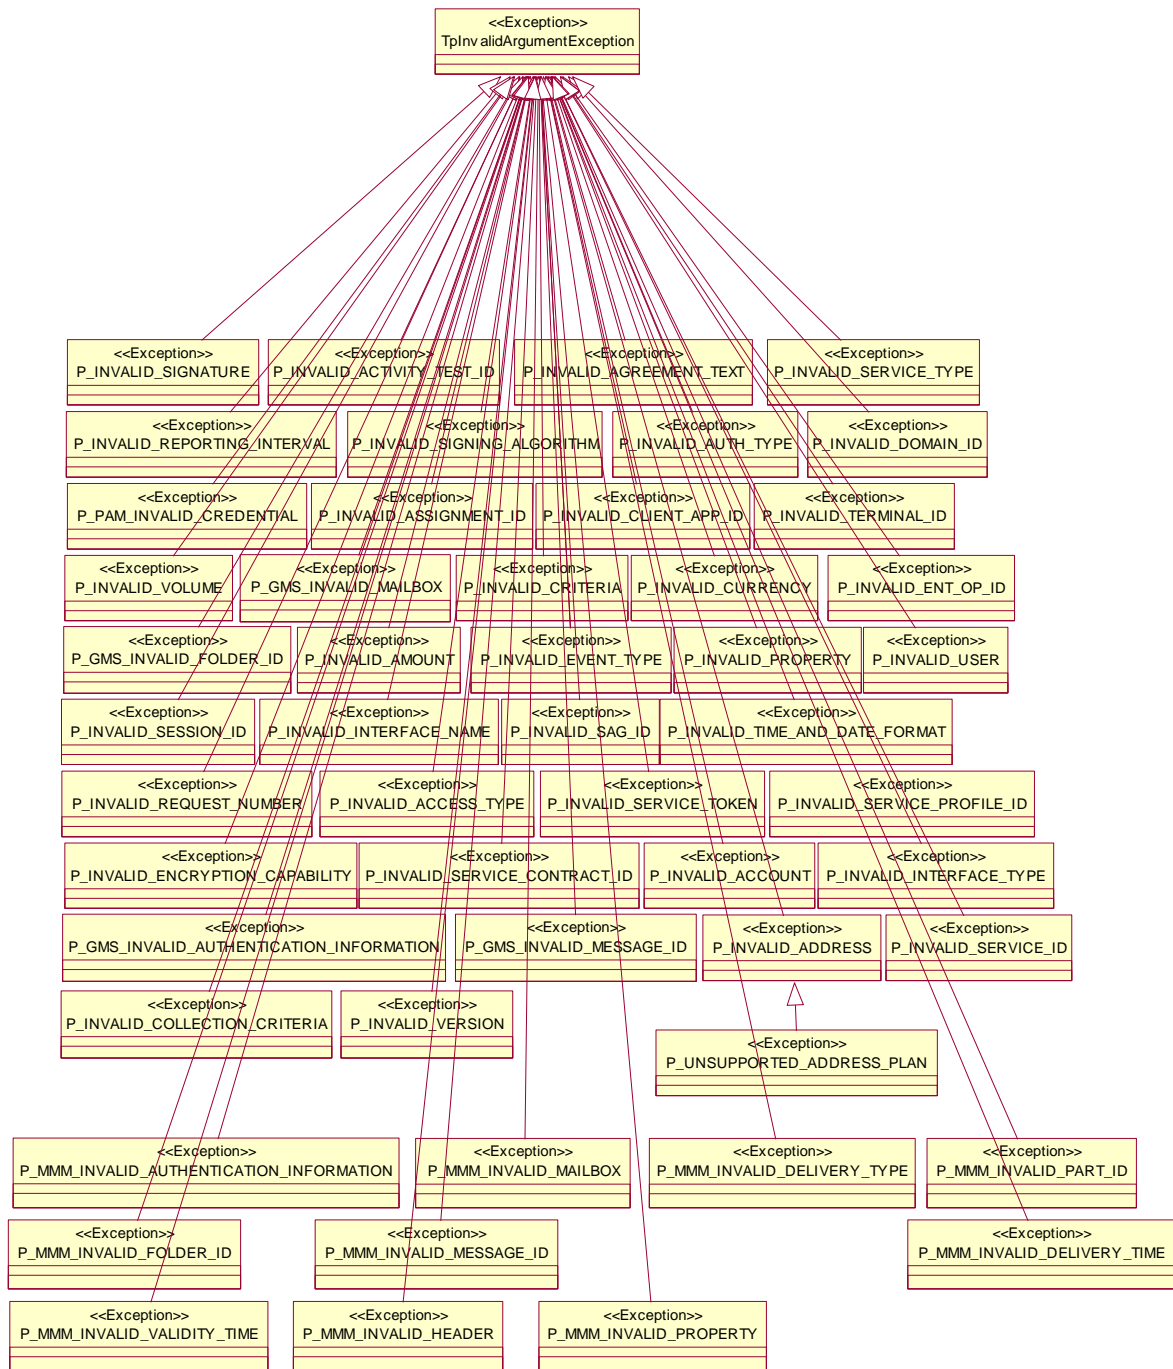 <<Exception>>
TpInvalidArgumentException
<<Exception>>
P_INVALID_SIGNATURE
<<Exception>>
P_INVALID_ACTIVITY_TEST_ID
<<Exception>>
P_INVALID_AGREEMENT_TEXT
<<Exception>>
P_INVALID_SERVICE_TYPE
<<Exception>>
P_INVALID_REPORTING_INTERVAL
<<Exception>>
P_INVALID_SIGNING_ALGORITHM
<<Exception>>
P_INVALID_AUTH_TYPE
<<Exception>>
P_INVALID_DOMAIN_ID
<<Exception>>
P_PAM_INVALID_CREDENTIAL
<<Exception>>
P_INVALID_ASSIGNMENT_ID
<<Exception>>
P_INVALID_CLIENT_APP_ID
<<Exception>>
P_INVALID_TERMINAL_ID
<<Exception>>
P_INVALID_VOLUME
<<Exception>>
P_GMS_INVALID_MAILBOX
<<Exception>>
P_INVALID_CRITERIA
<<Exception>>
P_INVALID_CURRENCY
<<Exception>>
P_INVALID_ENT_OP_ID
<<Exception>>
P_GMS_INVALID_FOLDER_ID
<<Exception>>
P_INVALID_AMOUNT
<<Exception>>
P_INVALID_EVENT_TYPE
<<Exception>>
P_INVALID_PROPERTY
<<Exception>>
P_INVALID_USER
<<Exception>>
P_INVALID_SESSION_ID
<<Exception>>
P_INVALID_INTERFACE_NAME
<<Exception>>
P_INVALID_SAG_ID
<<Exception>>
P_INVALID_TIME_AND_DATE_FORMAT
<<Exception>>
P_INVALID_REQUEST_NUMBER
<<Exception>>
P_INVALID_ACCESS_TYPE
<<Exception>>
P_INVALID_SERVICE_TOKEN
<<Exception>>
P_INVALID_SERVICE_PROFILE_ID
<<Exception>>
P_INVALID_ENCRYPTION_CAPABILITY
<<Exception>>
P_INVALID_SERVICE_CONTRACT_ID
<<Exception>>
P_INVALID_ACCOUNT
<<Exception>>
P_INVALID_INTERFACE_TYPE
<<Exception>>
P_GMS_INVALID_AUTHENTICATION_INFORMATION
<<Exception>>
P_GMS_INVALID_MESSAGE_ID
<<Exception>>
P_INVALID_ADDRESS
<<Exception>>
P_INVALID_SERVICE_ID
<<Exception>>
P_INVALID_COLLECTION_CRITERIA
<<Exception>>
P_INVALID_VERSION
<<Exception>>
P_UNSUPPORTED_ADDRESS_PLAN
<<Exception>>
P_MMM_INVALID_AUTHENTICATION_INFORMATION
<<Exception>>
P_MMM_INVALID_MAILBOX
<<Exception>>
P_MMM_INVALID_DELIVERY_TYPE
<<Exception>>
P_MMM_INVALID_PART_ID
<<Exception>>
P_MMM_INVALID_FOLDER_ID
<<Exception>>
P_MMM_INVALID_MESSAGE_ID
<<Exception>>
P_MMM_INVALID_DELIVERY_TIME
<<Exception>>
P_MMM_INVALID_VALIDITY_TIME
<<Exception>>
P_MMM_INVALID_HEADER
<<Exception>>
P_MMM_INVALID_PROPERTY